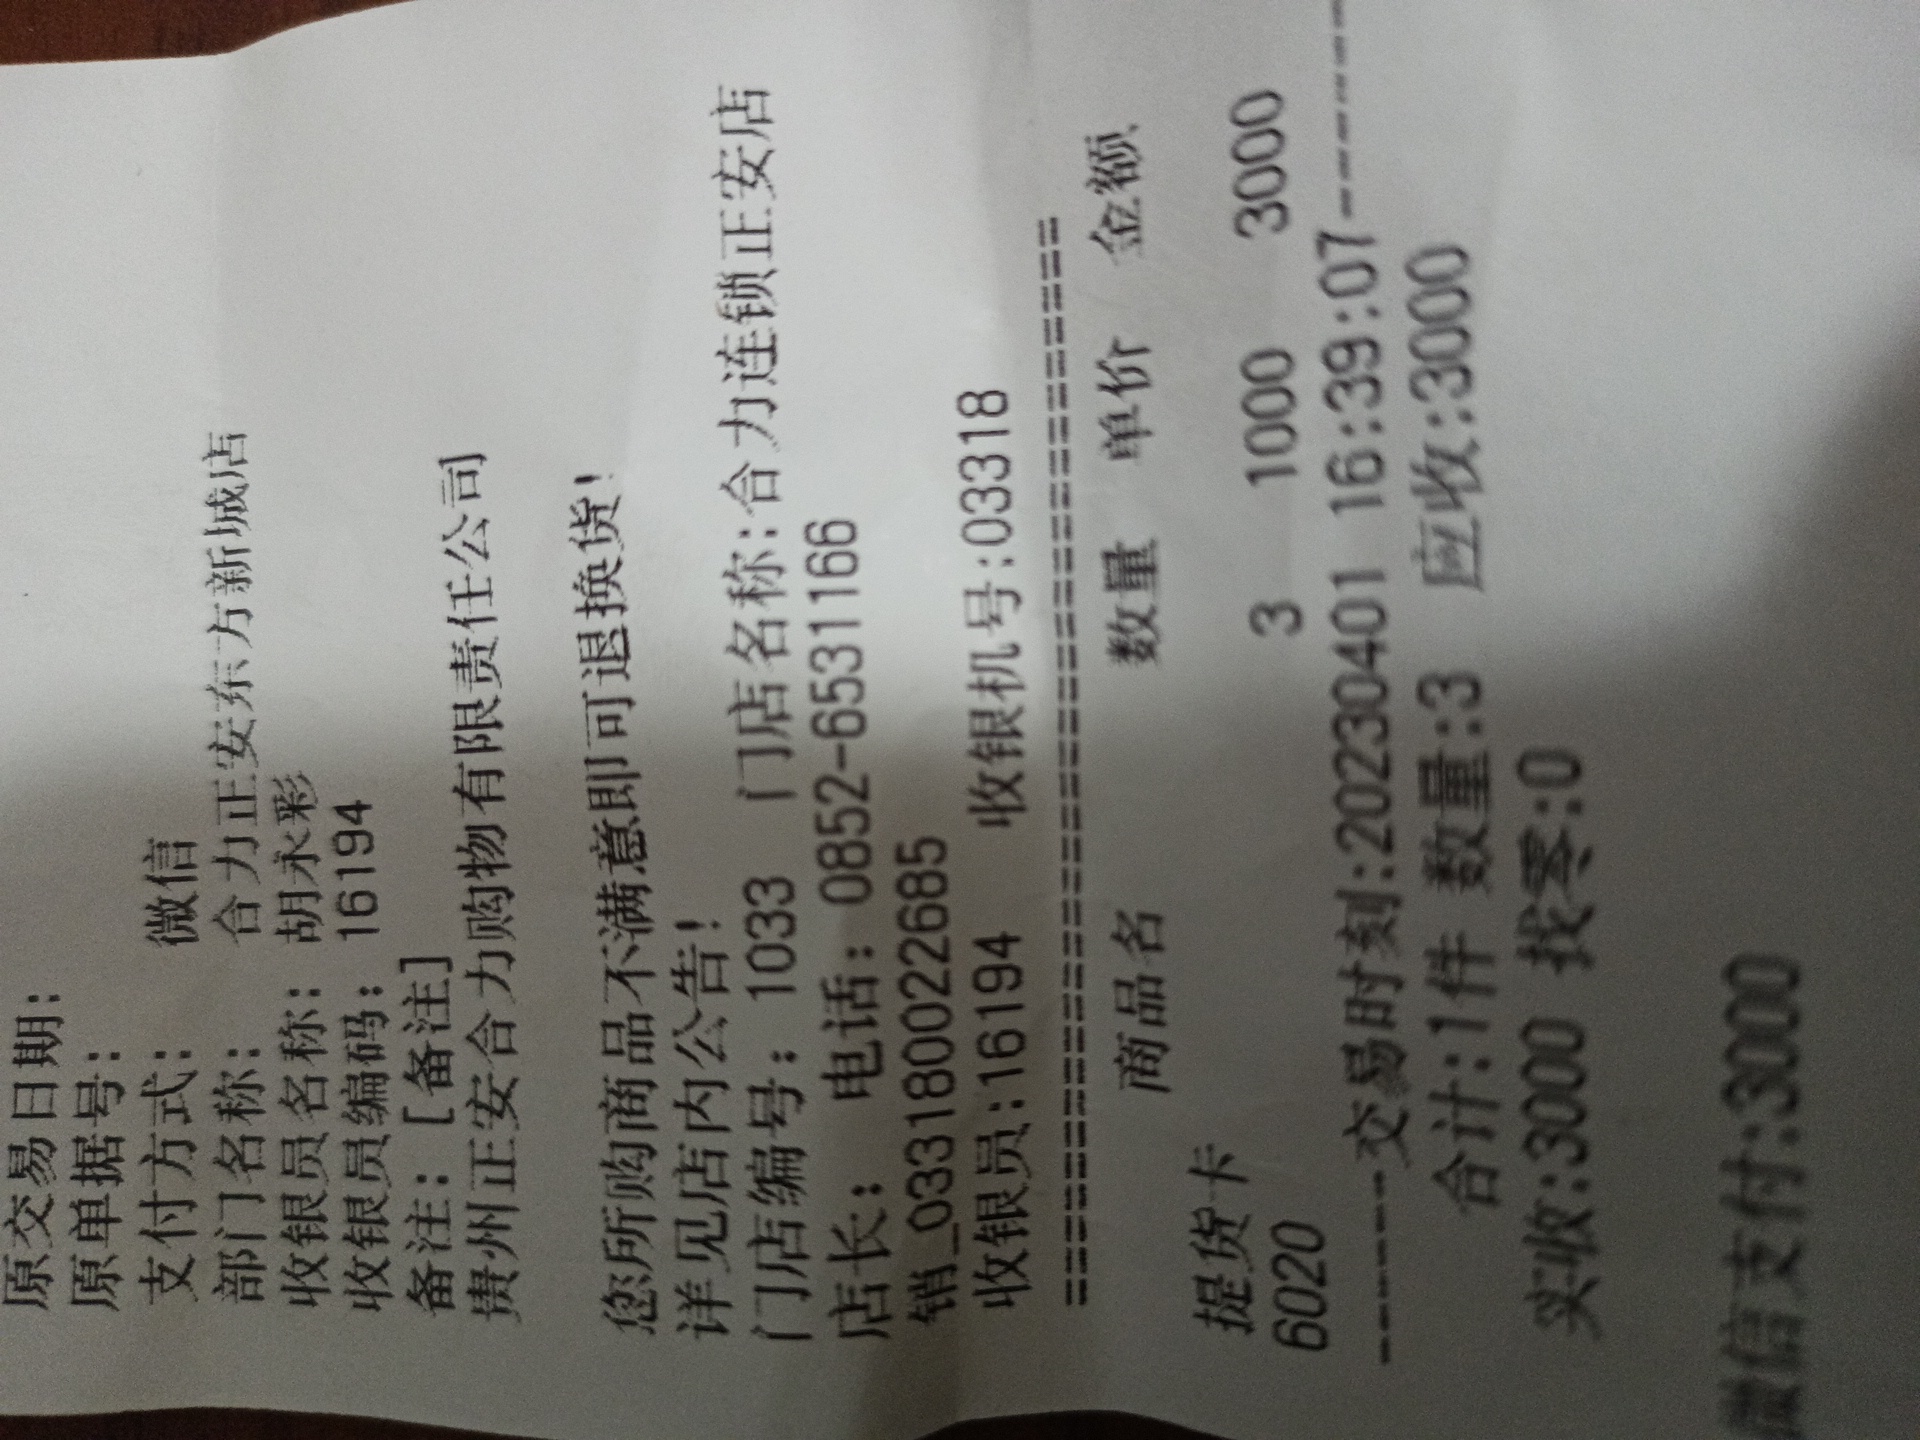 原交易日期：
原单据号：
支付方式： 微信
部门名称： 合力正安东方新城店
收银员名称： 胡永彩
收银员编码： 16194
备注： [备注]
贵州正安合力购物有限责任公司
您所购商品不满意即可退换货！
详见店内公告！
门店编号： 1033 门店名称：合力连锁正安店
店长： 电话： 0852-6531166
销_0331800022685
收银员:16194 收银机号:03318
==========================================
商品名 数量 单价 金额
提货卡
6020 3 1000 3000
------交易时刻:20230401 16:39:07------
合计:1件 数量:3 应收:3000
实收:3000 找零:0
微信支付:3000